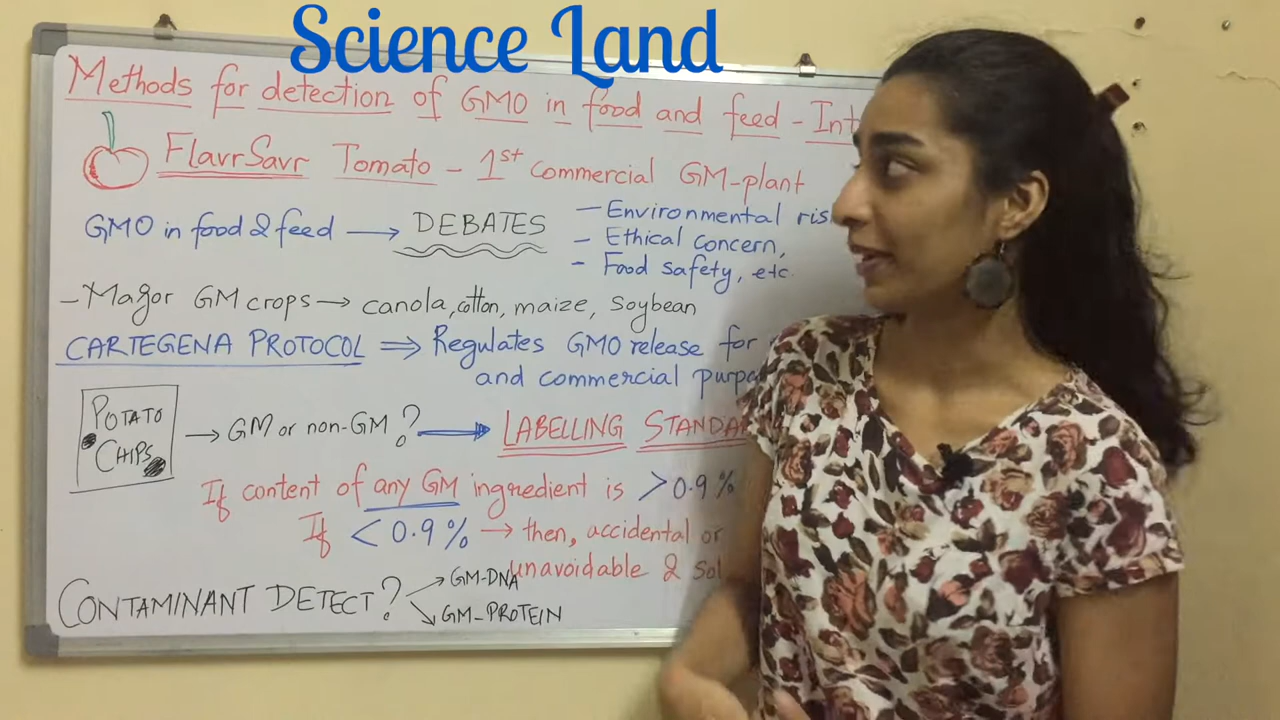 Science Land
Methods for detection of GMO in food and feed - Int
FlavrSavr Tomato - 1st commercial GM-plant
GMO in food & feed → DEBATES
- Environmental ris
- Ethical concern,
- Food safety, etc.
- Major GM crops → canola, cotton, maize, soybean
CARTEGENA PROTOCOL ⇒ Regulates GMO release for
and commercial purpo
POTATO
CHIPS
→ GM or non-GM? → LABELLING STANDA
If content of any GM ingredient is > 0.9%
If < 0.9% → then, accidental or
unavoidable & sol
CONTAMINANT DETECT?
→ GM-DNA
→ GM-PROTEIN